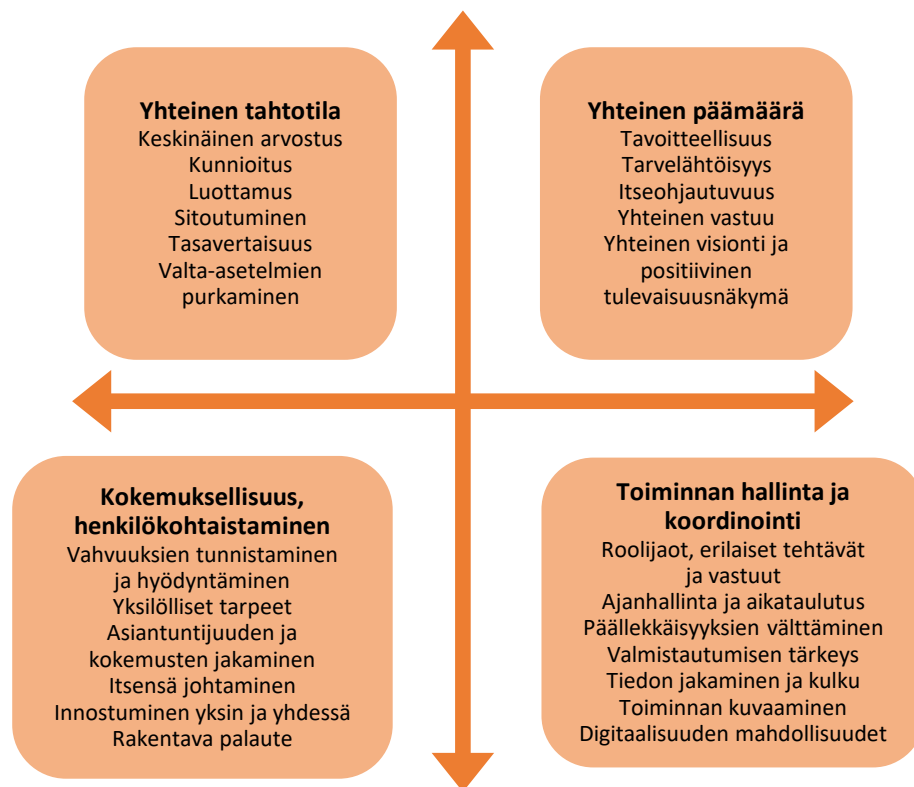 Yhteinen tahtotila
Keskinäinen arvostus
Kunnioitus
Luottamus
Sitoutuminen
Tasavertaisuus
Valta-asetelmien
purkaminen
Yhteinen päämäärä
Tavoitteellisuus
Tarvelähtöisyys
Itseohjautuvuus
Yhteinen vastuu
Yhteinen visionti ja
positiivinen
tulevaisuusnäkymä
Kokemuksellisuus,
henkilökohtaistaminen
Vahvuuksien tunnistaminen
ja hyödyntäminen
Yksilölliset tarpeet
Asiantuntijuuden ja
kokemusten jakaminen
Itsensä johtaminen
Innostuminen yksin ja yhdessä
Rakentava palaute
Toiminnan hallinta ja
koordinointi
Roolijaot, erilaiset tehtävät
ja vastuut
Ajanhallinta ja aikataulutus
Päällekkäisyyksien välttäminen
Valmistautumisen tärkeys
Tiedon jakaminen ja kulku
Toiminnan kuvaaminen
Digitaalisuuden mahdollisuudet